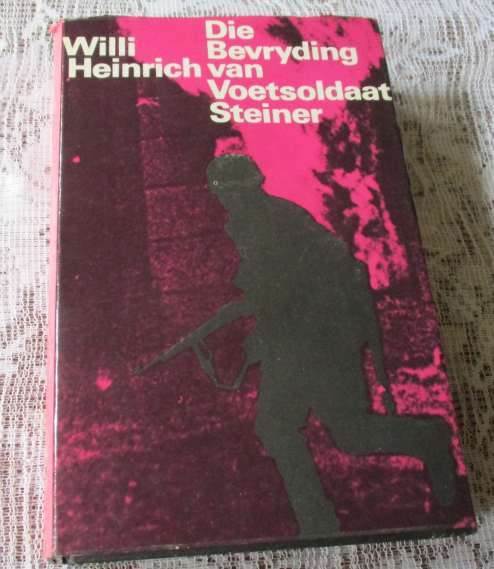 Willi
Heinrich
Die
Bevryding
van
Voetsoldaat
Steiner